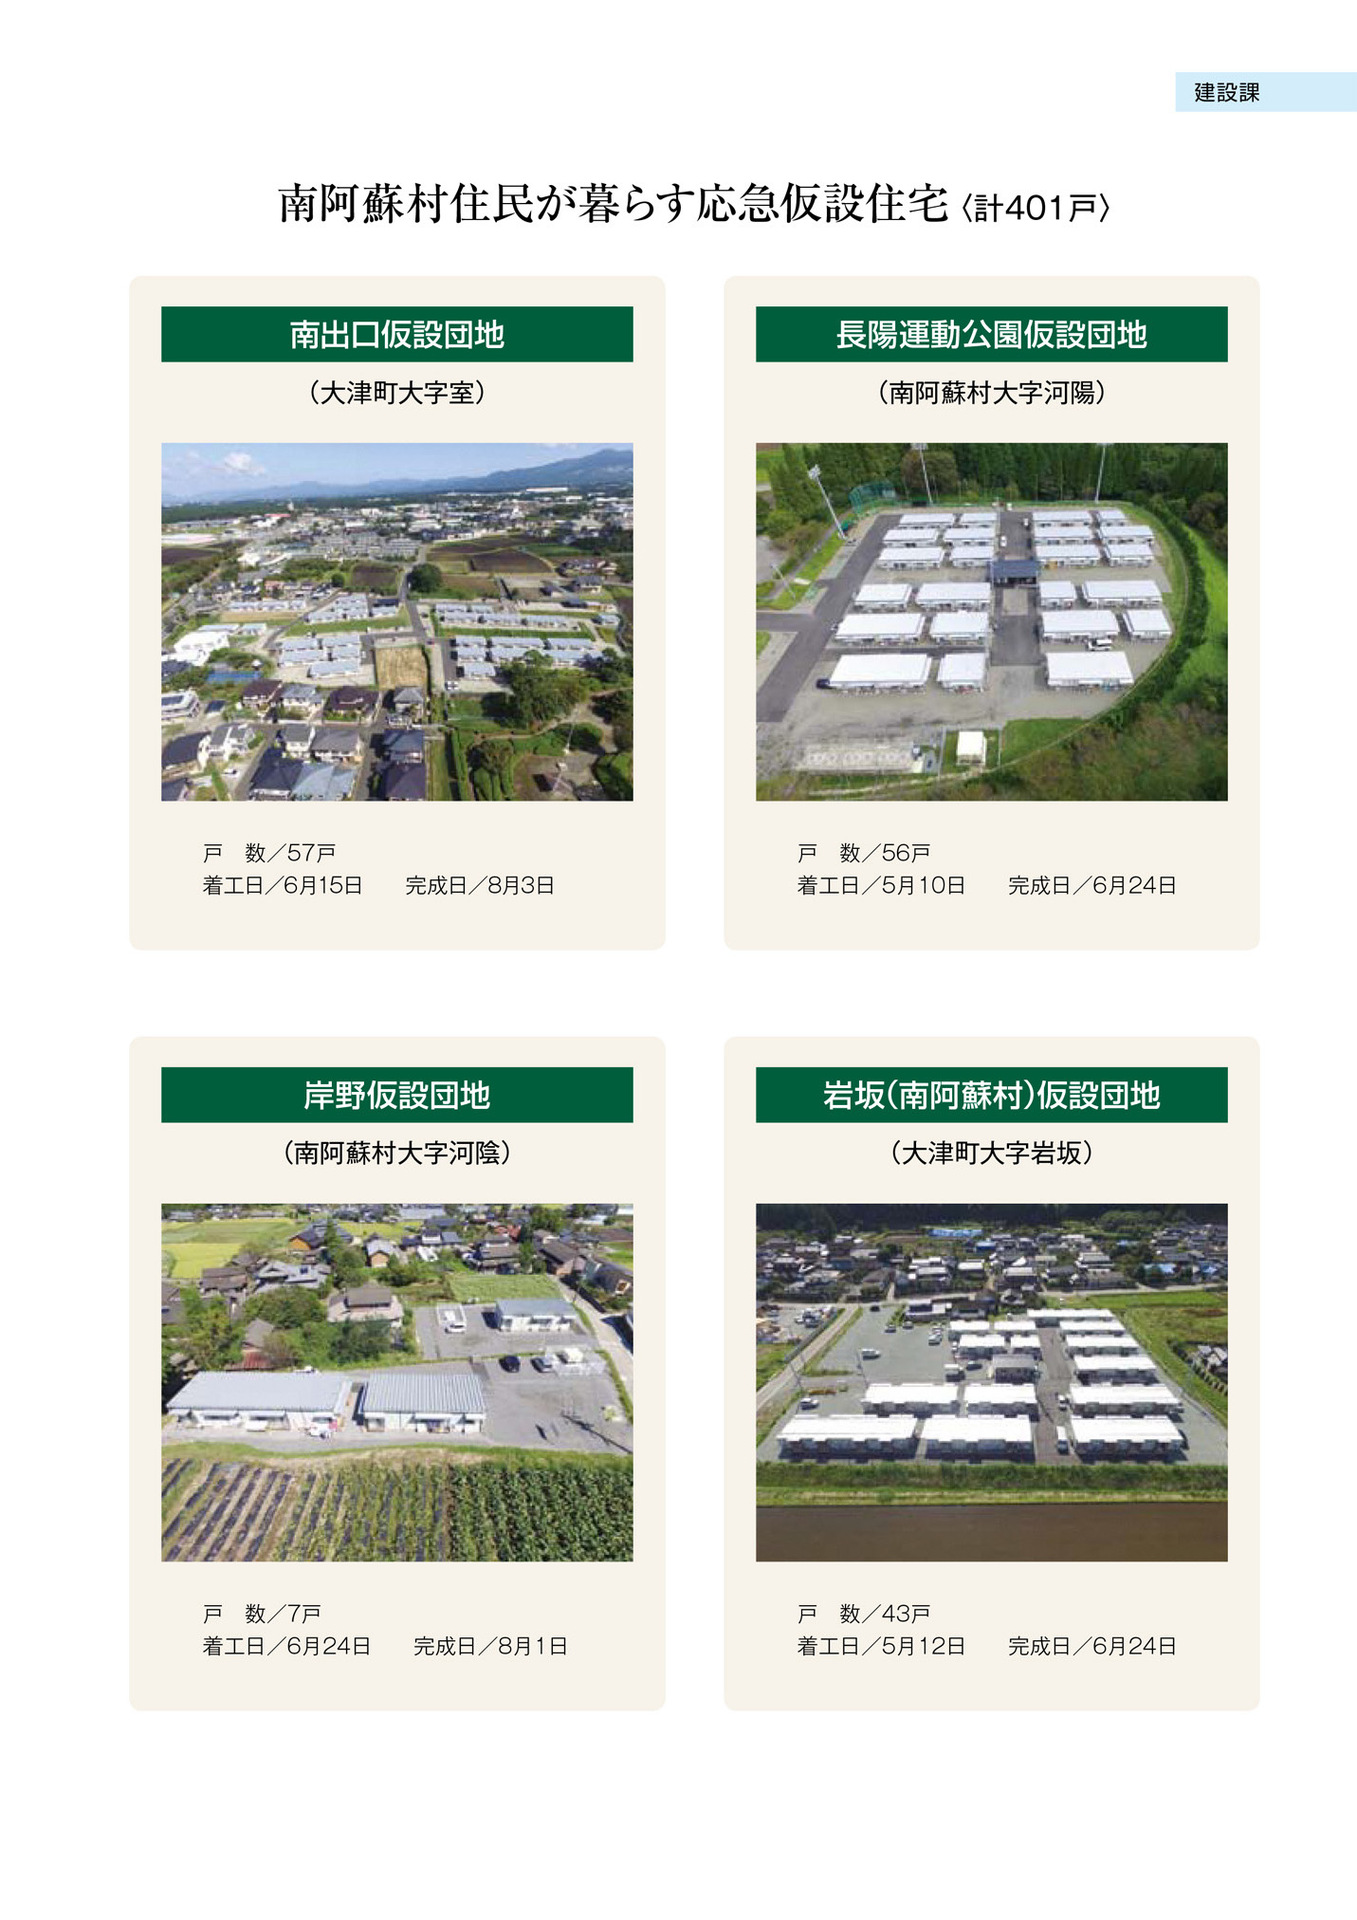 建設課
南阿蘇村住民が暮らす応急仮設住宅〈計401戸〉
南出口仮設団地
（大津町大字室）
戸　数／57戸
着工日／6月15日　　完成日／8月3日
長陽運動公園仮設団地
（南阿蘇村大字河陽）
戸　数／56戸
着工日／5月10日　　完成日／6月24日
岸野仮設団地
（南阿蘇村大字河陰）
戸　数／7戸
着工日／6月24日　　完成日／8月1日
岩坂（南阿蘇村）仮設団地
（大津町大字岩坂）
戸　数／43戸
着工日／5月12日　　完成日／6月24日